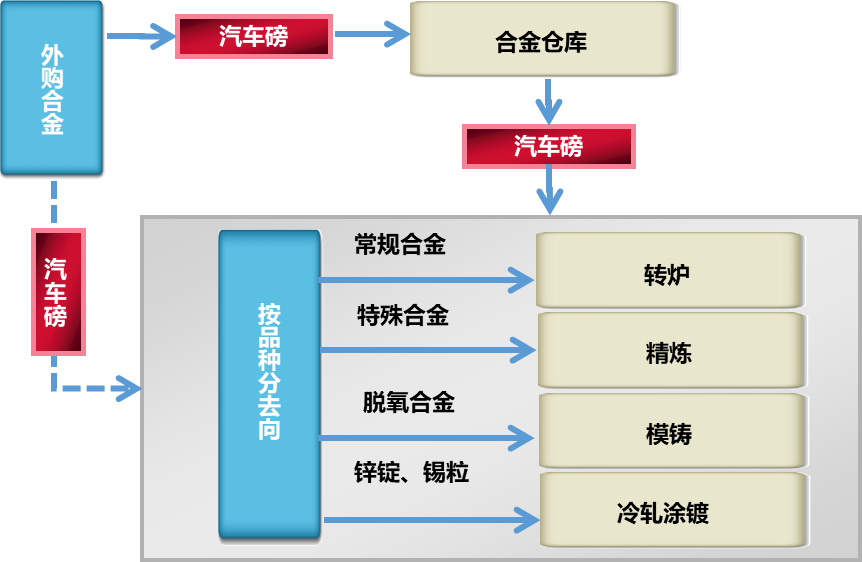 外购合金
汽车磅
合金仓库
汽车磅
汽车磅
按品种分去向
常规合金
转炉
特殊合金
精炼
脱氧合金
模铸
锌锭、锡粒
冷轧涂镀